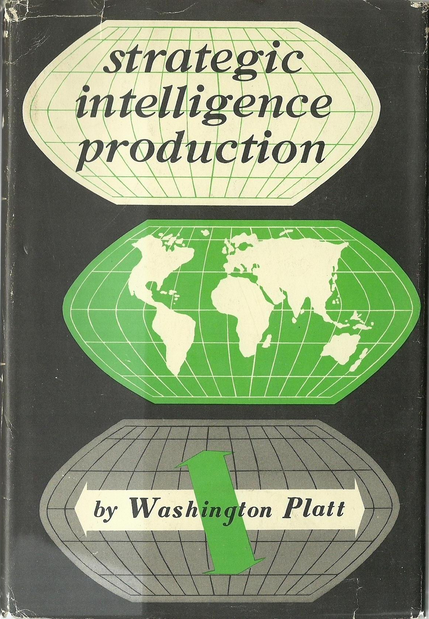 strategic
intelligence
production
by Washington Platt